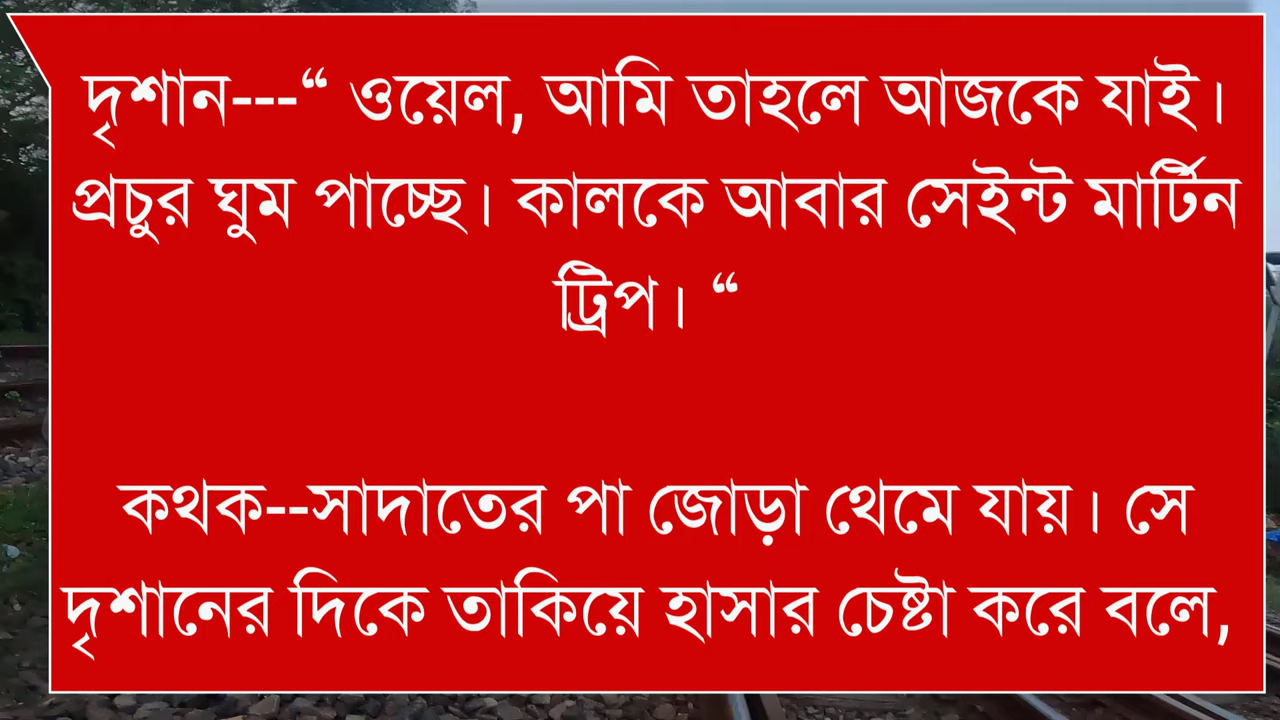 দৃশান---“ ওয়েল, আমি তাহলে আজকে যাই।
প্রচুর ঘুম পাচ্ছে। কালকে আবার সেইন্ট মার্টিন
ট্রিপ। “
কথক--সাদাতের পা জোড়া থেমে যায়। সে
দৃশানের দিকে তাকিয়ে হাসার চেষ্টা করে বলে,